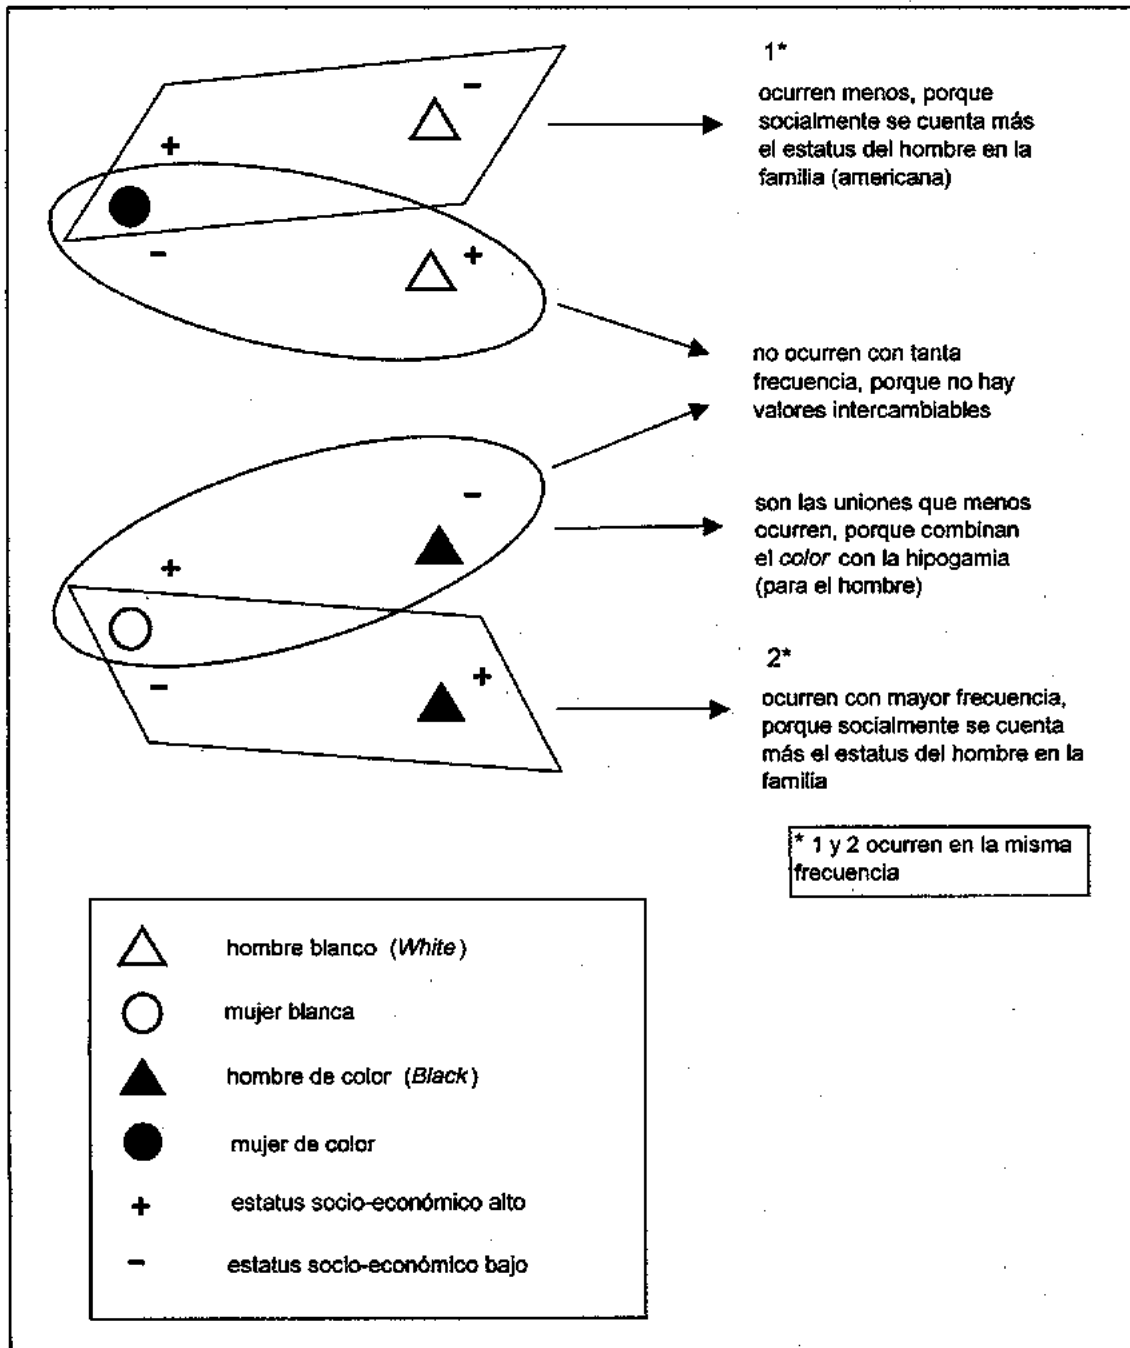 1*
ocurren menos, porque
socialmente se cuenta más
el estatus del hombre en la
familia (americana)
-
+
-
+
no ocurren con tanta
frecuencia, porque no hay
valores intercambiables
-
+
son las uniones que menos
ocurren, porque combinan
el color con la hipogamia
(para el hombre)
-
+
2*
ocurren con mayor frecuencia,
porque socialmente se cuenta
más el estatus del hombre en la
familia
* 1 y 2 ocurren en la misma
frecuencia
hombre blanco (White)
mujer blanca
hombre de color (Black)
mujer de color
+ estatus socio-económico alto
- estatus socio-económico bajo